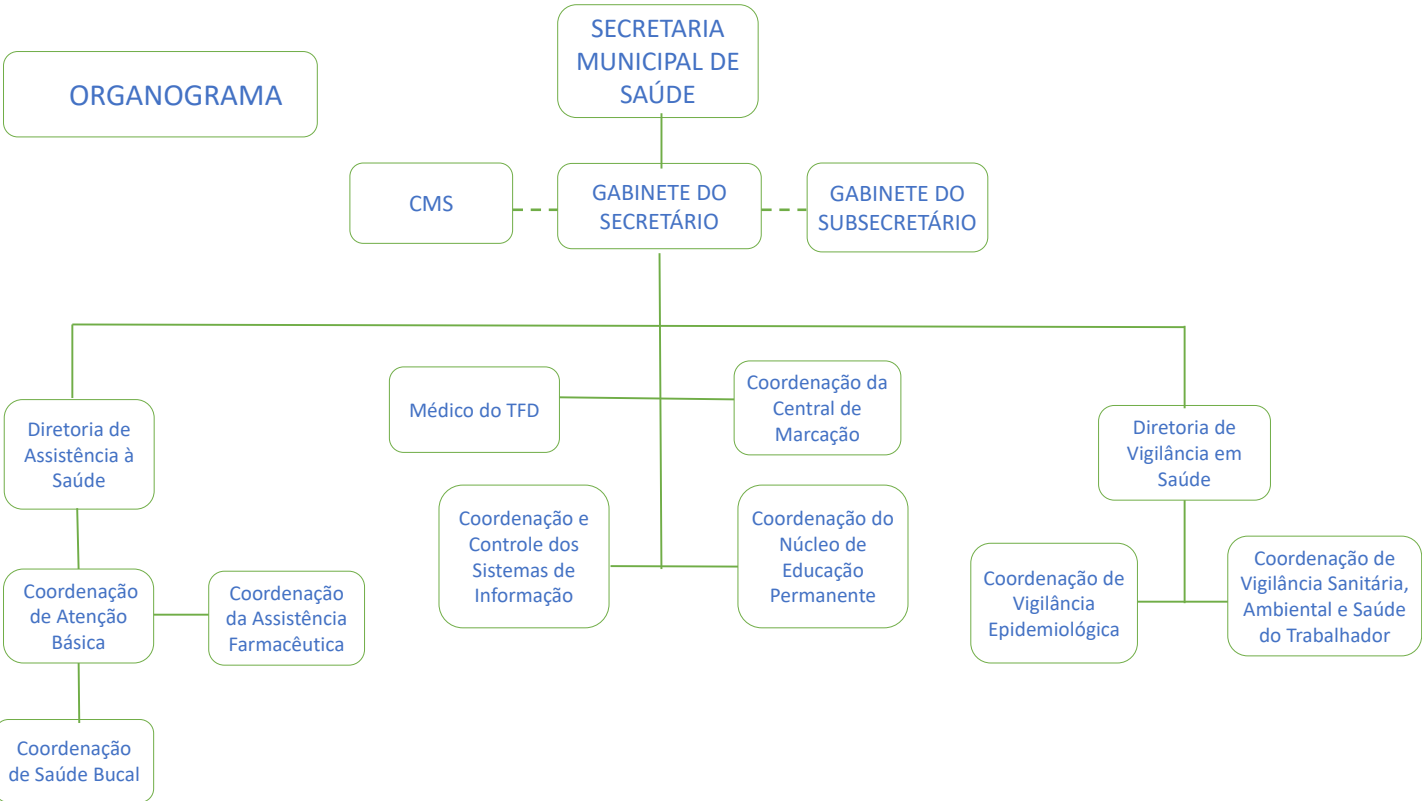 ORGANOGRAMA
SECRETARIA
MUNICIPAL DE
SAÚDE
CMS
GABINETE DO
SECRETÁRIO
GABINETE DO
SUBSECRETÁRIO
Médico do TFD
Coordenação da
Central de
Marcação
Diretoria de
Assistência à
Saúde
Diretoria de
Vigilância em
Saúde
Coordenação e
Controle dos
Sistemas de
Informação
Coordenação do
Núcleo de
Educação
Permanente
Coordenação
de Atenção
Básica
Coordenação
da Assistência
Farmacêutica
Coordenação de
Vigilância
Epidemiológica
Coordenação de
Vigilância Sanitária,
Ambiental e Saúde
do Trabalhador
Coordenação
de Saúde Bucal